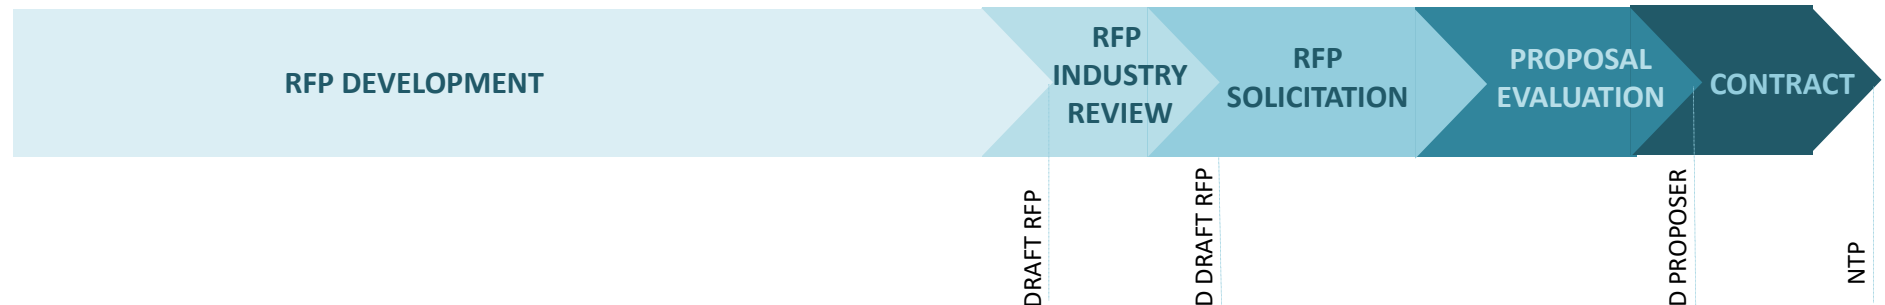 RFP DEVELOPMENT
RFP
INDUSTRY
REVIEW
RFP
SOLICITATION
PROPOSAL
EVALUATION
CONTRACT
DRAFT RFP
D DRAFT RFP
D PROPOSER
NTP